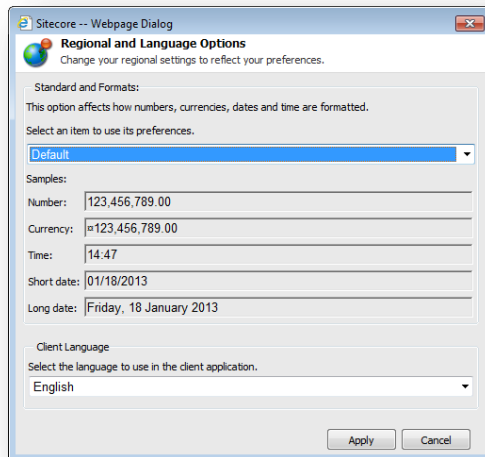 Sitecore -- Webpage Dialog
Regional and Language Options
Change your regional settings to reflect your preferences.
Standard and Formats:
This option affects how numbers, currencies, dates and time are formatted.
Select an item to use its preferences.
Default
Samples:
Number: 123,456,789.00
Currency: ¤123,456,789.00
Time: 14:47
Short date: 01/18/2013
Long date: Friday, 18 January 2013
Client Language
Select the language to use in the client application.
English
Apply Cancel